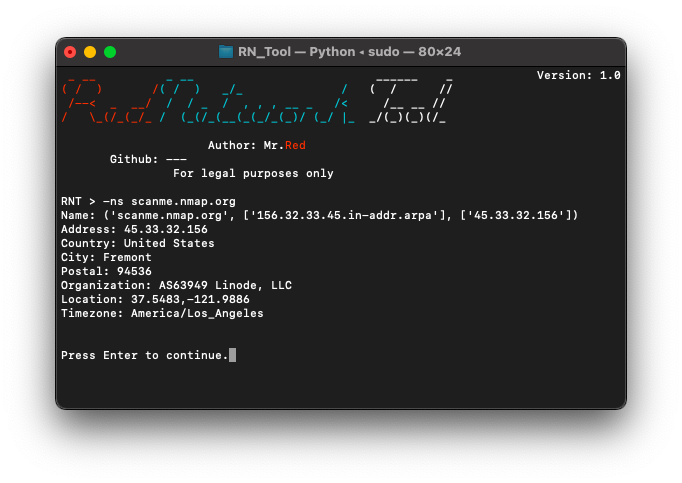 RN_Tool — Python ◂ sudo — 80×24
Version: 1.0
Red Network Tool
Author: Mr.Red
Github: ---
For legal purposes only
RNT > -ns scanme.nmap.org
Name: ('scanme.nmap.org', ['156.32.33.45.in-addr.arpa'], ['45.33.32.156'])
Address: 45.33.32.156
Country: United States
City: Fremont
Postal: 94536
Organization: AS63949 Linode, LLC
Location: 37.5483,-121.9886
Timezone: America/Los_Angeles
Press Enter to continue.